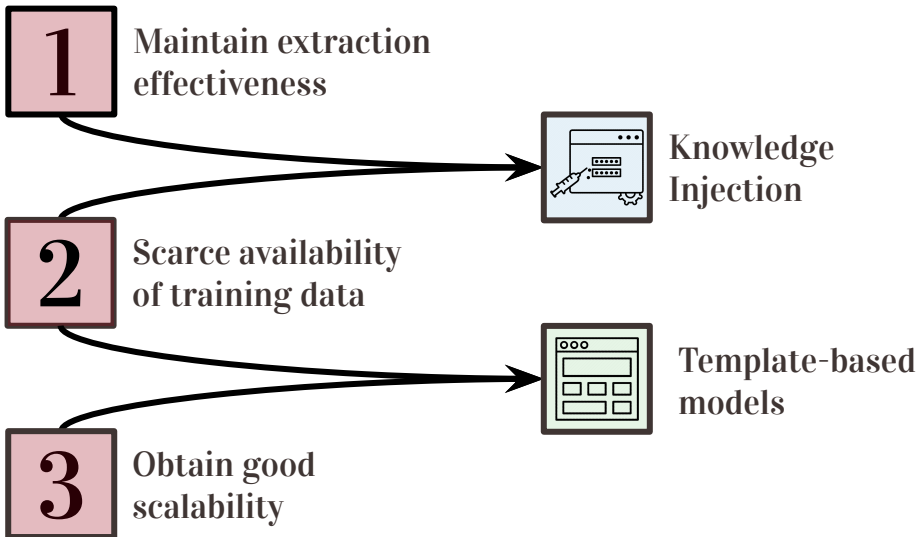 1
Maintain extraction
effectiveness
Knowledge
Injection
2
Scarce availability
of training data
Template-based
models
3
Obtain good
scalability